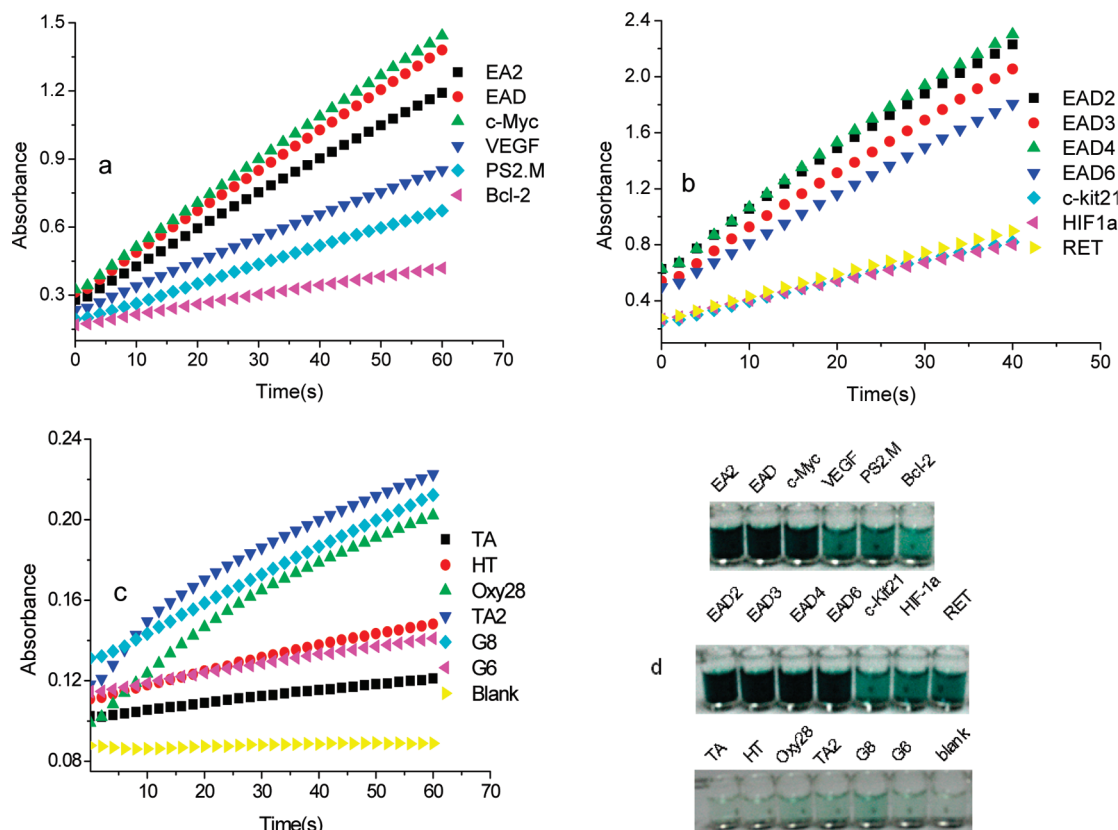 a
Absorbance
1.5
1.2
0.9
0.6
0.3
0 10 20 30 40 50 60 70
Time(s)
EA2
EAD
c-Myc
VEGF
PS2.M
Bcl-2
b
Absorbance
2.4
2.0
1.6
1.2
0.8
0.4
0 10 20 30 40 50
Time(s)
EAD2
EAD3
EAD4
EAD6
c-kit21
HIF1a
RET
c
Absorbance
0.24
0.20
0.16
0.12
0.08
10 20 30 40 50 60 70
Time(s)
TA
HT
Oxy28
TA2
G8
G6
Blank
d
EA2 EAD c-Myc VEGF PS2.M Bcl-2
EAD2 EAD3 EAD4 EAD6 c-Kit21 HIF-1a RET
TA HT Oxy28 TA2 G8 G6 blank